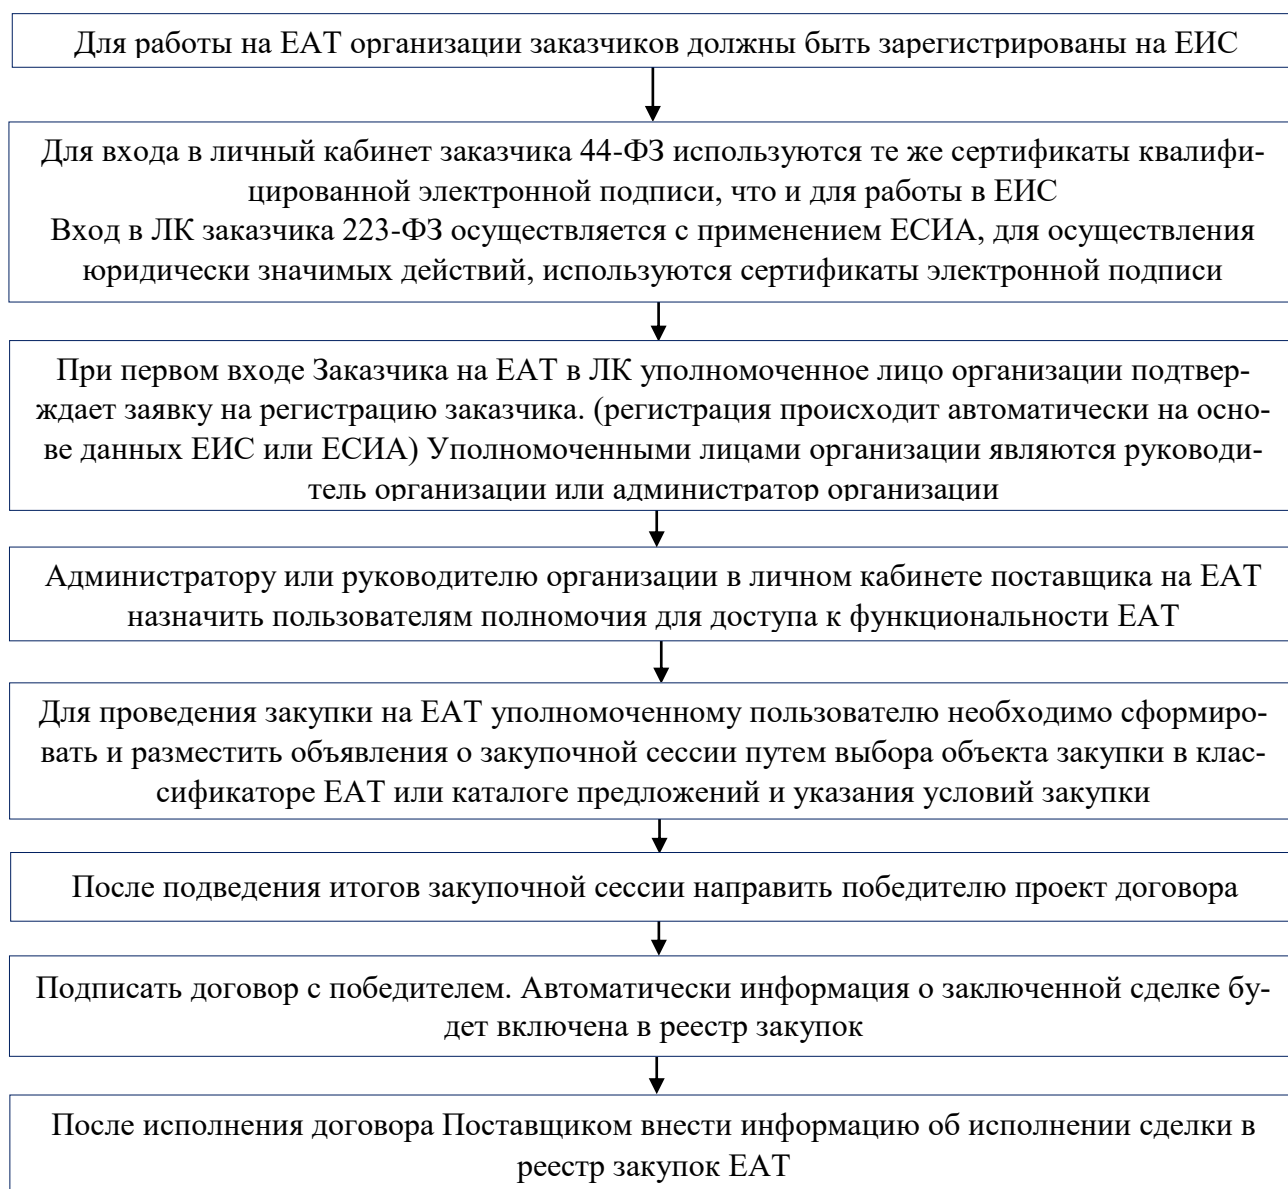 Для работы на ЕАТ организации заказчиков должны быть зарегистрированы на ЕИС
Для входа в личный кабинет заказчика 44-ФЗ используются те же сертификаты квалифи-
цированной электронной подписи, что и для работы в ЕИС
Вход в ЛК заказчика 223-ФЗ осуществляется с применением ЕСИА, для осуществления
юридически значимых действий, используются сертификаты электронной подписи
При первом входе Заказчика на ЕАТ в ЛК уполномоченное лицо организации подтвер-
ждает заявку на регистрацию заказчика. (регистрация происходит автоматически на осно-
ве данных ЕИС или ЕСИА) Уполномоченными лицами организации являются руководи-
тель организации или администратор организации
Администратору или руководителю организации в личном кабинете поставщика на ЕАТ
назначить пользователям полномочия для доступа к функциональности ЕАТ
Для проведения закупки на ЕАТ уполномоченному пользователю необходимо сформиро-
вать и разместить объявления о закупочной сессии путем выбора объекта закупки в клас-
сификаторе ЕАТ или каталоге предложений и указания условий закупки
После подведения итогов закупочной сессии направить победителю проект договора
Подписать договор с победителем. Автоматически информация о заключенной сделке бу-
дет включена в реестр закупок
После исполнения договора Поставщиком внести информацию об исполнении сделки в
реестр закупок ЕАТ